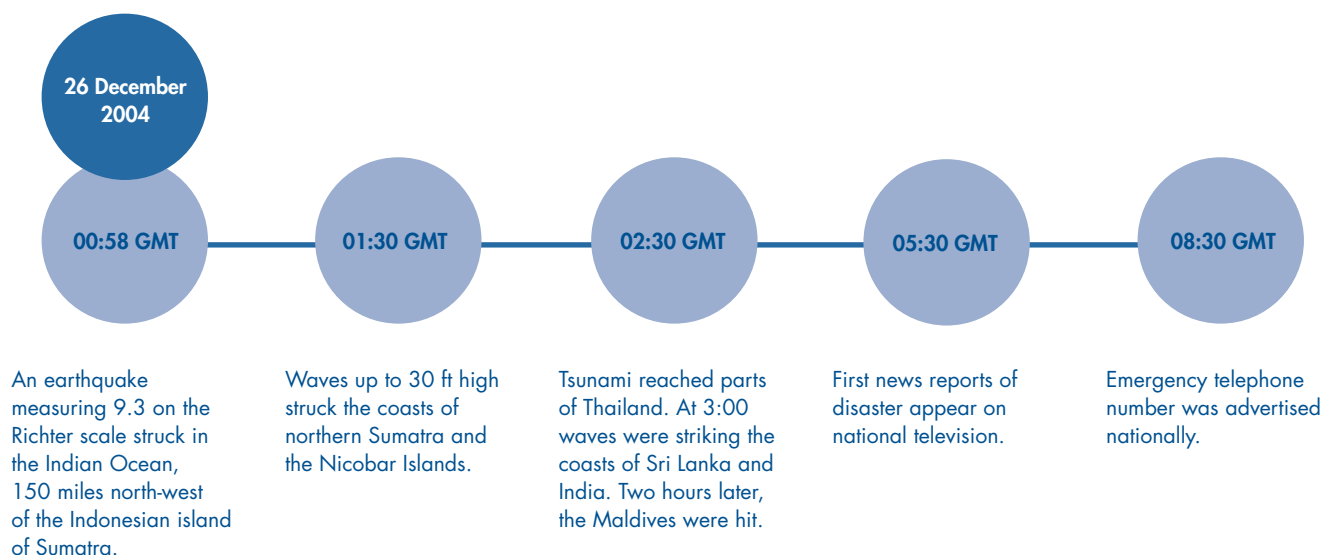 26 December
2004
00:58 GMT
An earthquake
measuring 9.3 on the
Richter scale struck in
the Indian Ocean,
150 miles north-west
of the Indonesian island
of Sumatra.
01:30 GMT
Waves up to 30 ft high
struck the coasts of
northern Sumatra and
the Nicobar Islands.
02:30 GMT
Tsunami reached parts
of Thailand. At 3:00
waves were striking the
coasts of Sri Lanka and
India. Two hours later,
the Maldives were hit.
05:30 GMT
First news reports of
disaster appear on
national television.
08:30 GMT
Emergency telephone
number was advertised
nationally.